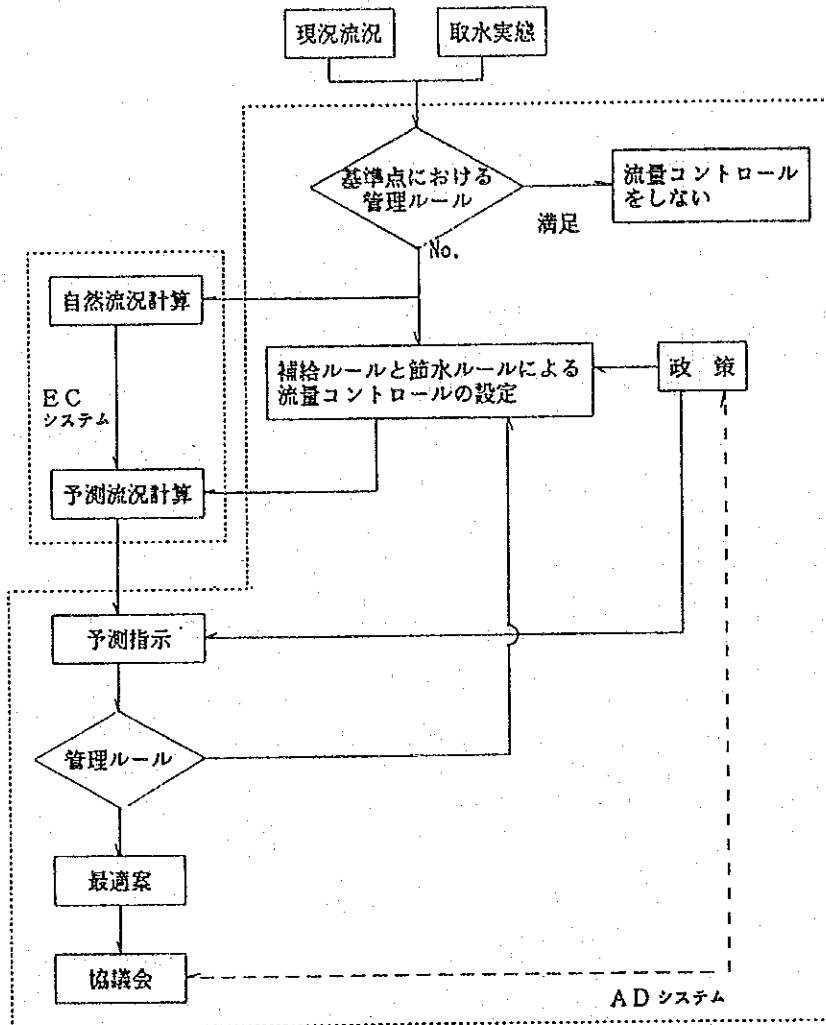 現況流況
取水実態
基準点における
管理ルール
流量コントロール
をしない
満足
No.
自然流況計算
補給ルールと節水ルールによる
流量コントロールの設定
政 策
EC
システム
予測流況計算
予測指示
管理ルール
最適案
協議会
AD システム